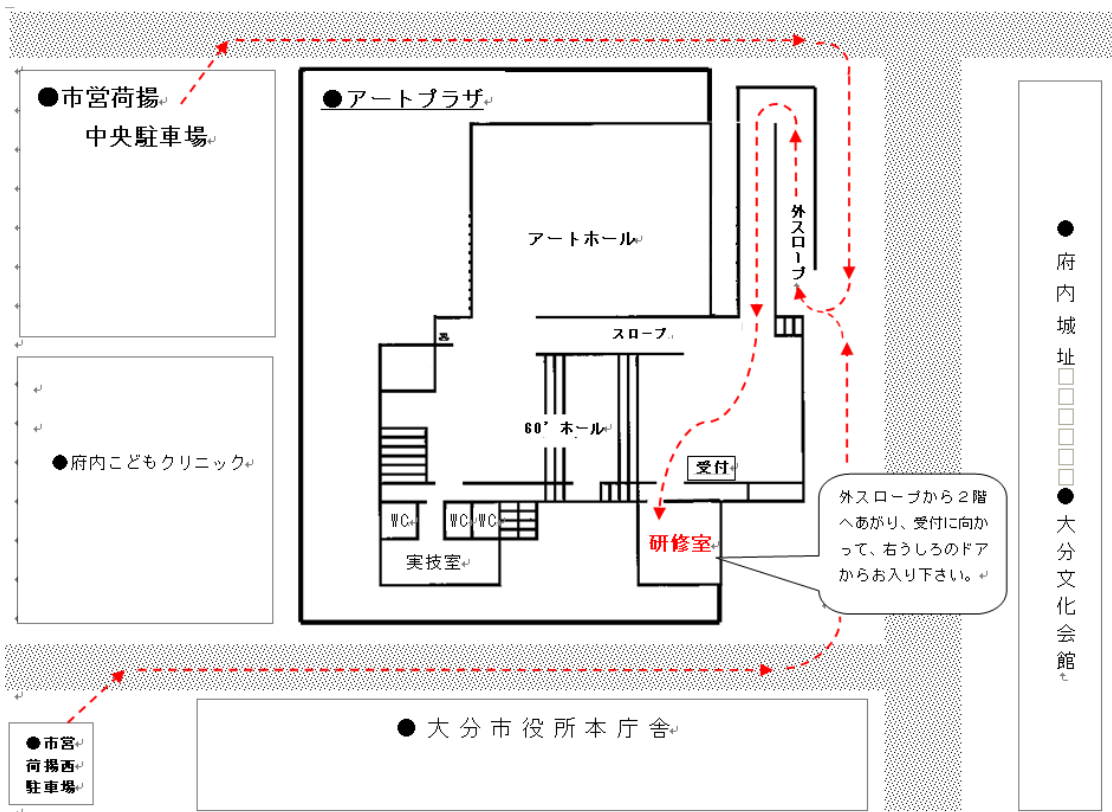 ●市営荷揚
中央駐車場
●アートプラザ
アートホール
外スロープ
スロープ
60’ホール
受付
●府内こどもクリニック
WC
WC WC
実技室
研修室
外スロープから２階
へあがり、受付に向か
って、右うしろのドア
からお入り下さい。
●府内城址□□□□□□●大分文化会館
●大分市役所本庁舎
●市営
荷揚西
駐車場